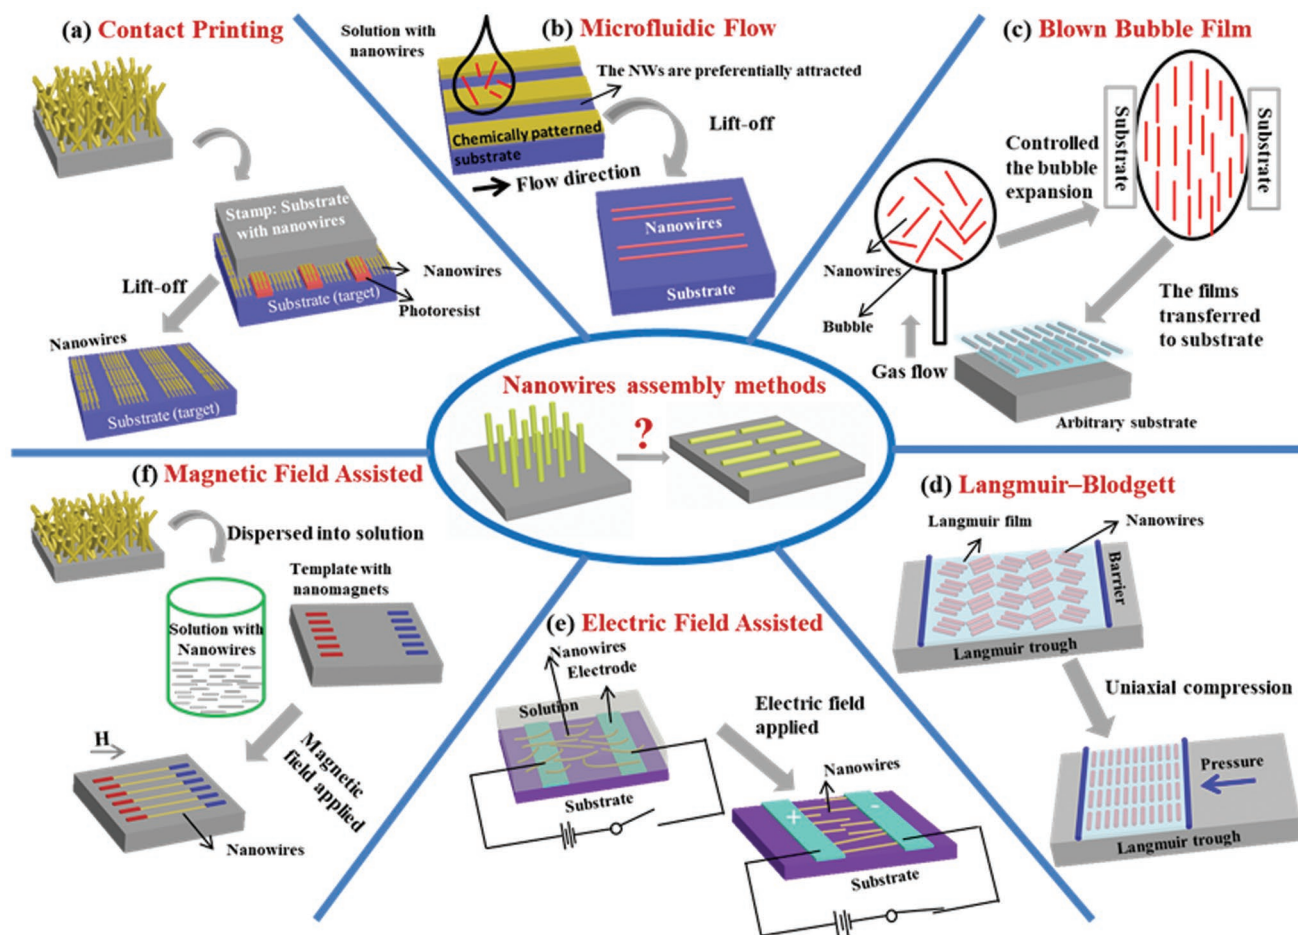 (a) Contact Printing
Stamp: Substrate
with nanowires
Nanowires
Substrate (target)
Photoresist
Lift-off
Nanowires
Substrate (target)
(b) Microfluidic Flow
Solution with
nanowires
The NWs are preferentially attracted
Chemically patterned
substrate
Flow direction
Lift-off
Nanowires
Substrate
(c) Blown Bubble Film
Substrate
Substrate
Controlled
the bubble
expansion
Nanowires
Bubble
Gas flow
The films
transferred
to substrate
Arbitrary substrate
Nanowires assembly methods
?
(d) Langmuir–Blodgett
Langmuir film
Nanowires
Barrier
Langmuir trough
Uniaxial compression
Pressure
Langmuir trough
(e) Electric Field Assisted
Nanowires
Electrode
Solution
Substrate
Electric field
applied
Nanowires
+
-
Substrate
(f) Magnetic Field Assisted
Dispersed into solution
Template with
nanomagnets
Solution with
Nanowires
Magnetic
field applied
H
Nanowires